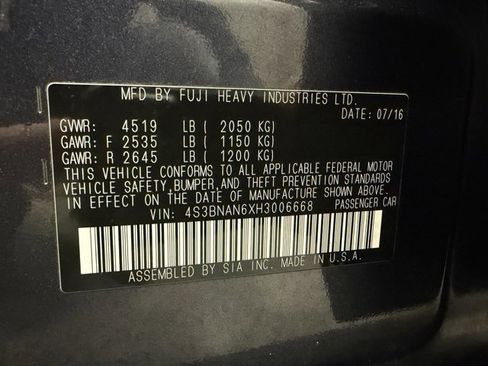 MFD BY FUJI HEAVY INDUSTRIES LTD.
DATE: 07/16
GVWR: 4519 LB ( 2050 KG)
GAWR: F 2535 LB ( 1150 KG)
GAWR: R 2645 LB ( 1200 KG)
THIS VEHICLE CONFORMS TO ALL APPLICABLE FEDERAL MOTOR
VEHICLE SAFETY,BUMPER,AND THEFT PREVENTION STANDARDS
IN EFFECT ON THE DATE OF MANUFACTURE SHOWN ABOVE.
VIN: 4S3BNAN6XH3006668 PASSENGER CAR
ASSEMBLED BY SIA INC. MADE IN U.S.A.